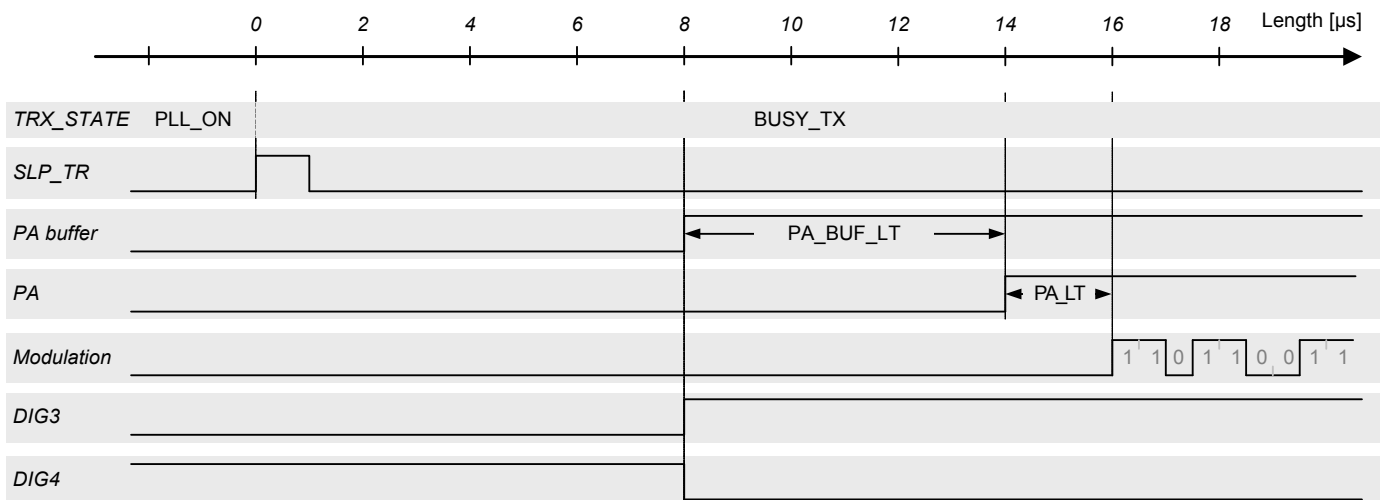 0 2 4 6 8 10 12 14 16 18 Length [µs]
TRX_STATE PLL_ON BUSY_TX
SLP_TR
PA buffer PA_BUF_LT
PA PA_LT
Modulation 1 1 0 1 1 0 0 1 1
DIG3
DIG4